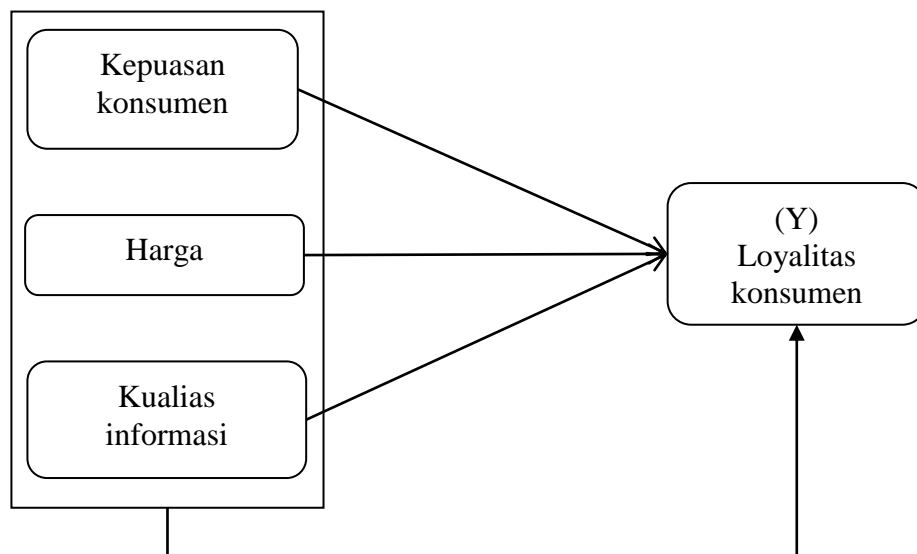 Kepuasan
konsumen
Harga
Kualias
informasi
(Y)
Loyalitas
konsumen